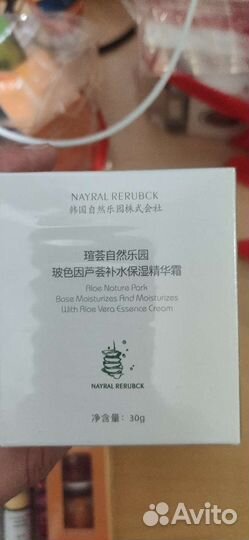 NAYRAL RERUBCK
韩国自然乐园株式会社
瑄荟自然乐园
玻色因芦荟补水保湿精华霜
Aloe Nature Park
Base Moisturizes And Moisturizes
With Aloe Vera Essence Cream
NAYRAL RERUBCK
净含量: 30g
Avito